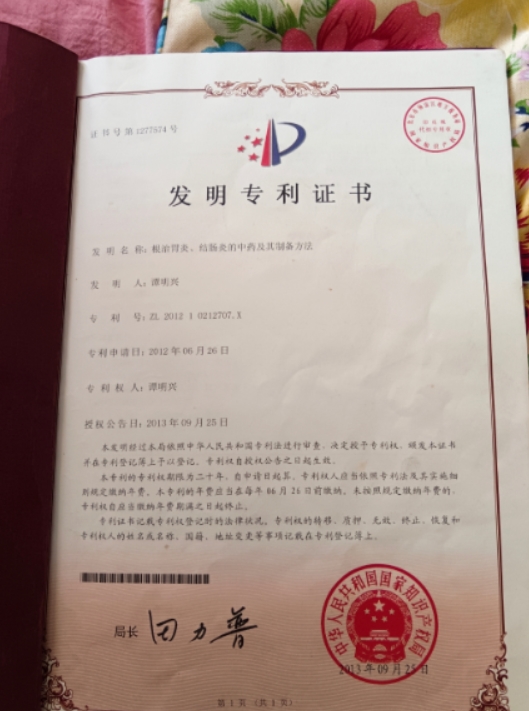 证书号第1277574号
发明专利证书
发明名称:根治胃炎、结肠炎的中药及其制备方法
发明人:谭明兴
专利号:ZL 2012 1 0212707.X
专利申请日:2012年06月26日
专利权人:谭明兴
授权公告日:2013年09月25日
本发明经过本局依照中华人民共和国专利法进行审查,决定授予专利权,颁发本证书
并在专利登记簿上予以登记。专利权自授权公告之日起生效。
本专利的专利权期限为二十年,自申请日起算。专利权人应当依照专利法及其实施细
则规定缴纳年费。本专利的年费应当在每年06月26日前缴纳。未按照规定缴纳年费的,
专利权自应当缴纳年费期满之日起终止。
专利证书记载专利权登记时的法律状况。专利权的转移、质押、无效、终止、恢复和
专利权人的姓名或名称、国籍、地址变更等事项记载在专利登记簿上。
局长 田力普
中华人民共和国国家知识产权局
2013年09月25日
第1页(共1页)